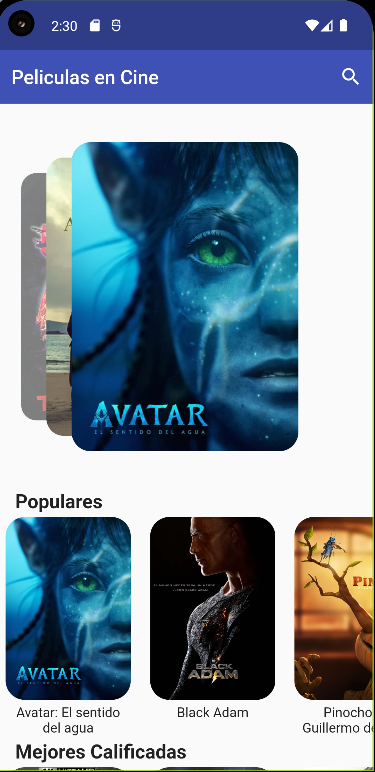 2:30
Peliculas en Cine
AVATAR
EL SENTIDO DEL AGUA
Populares
AVATAR
BLACK
ADAM
Avatar: El sentido
del agua
Black Adam
Pinocho
Guillermo d
Mejores Calificadas